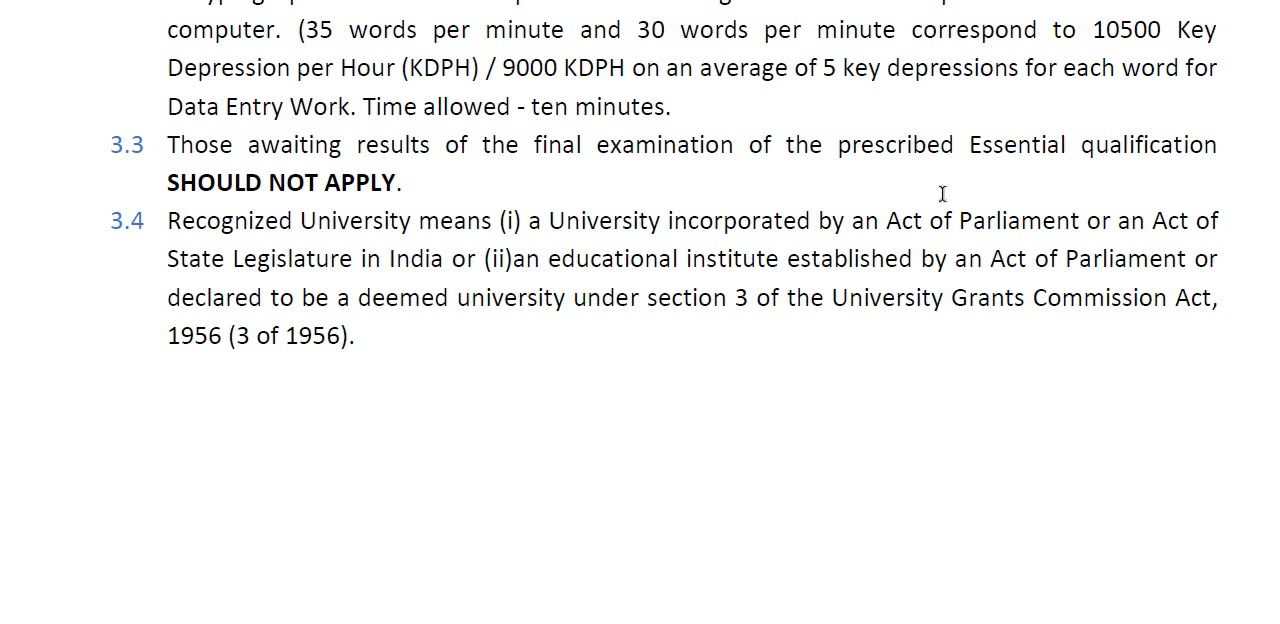 computer. (35 words per minute and 30 words per minute correspond to 10500 Key
Depression per Hour (KDPH) / 9000 KDPH on an average of 5 key depressions for each word for
Data Entry Work. Time allowed - ten minutes.
3.3 Those awaiting results of the final examination of the prescribed Essential qualification
SHOULD NOT APPLY.
3.4 Recognized University means (i) a University incorporated by an Act of Parliament or an Act of
State Legislature in India or (ii)an educational institute established by an Act of Parliament or
declared to be a deemed university under section 3 of the University Grants Commission Act,
1956 (3 of 1956).